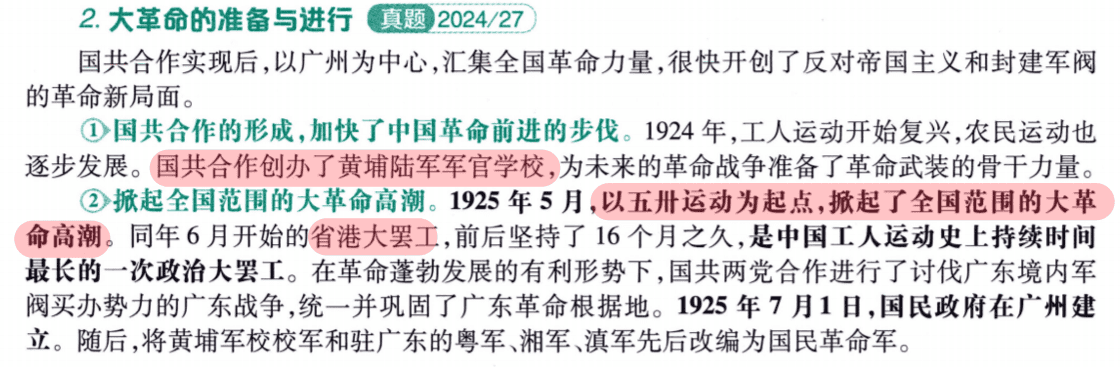 2. 大革命的准备与进行 真题 2024/27
国共合作实现后,以广州为中心,汇集全国革命力量,很快开创了反对帝国主义和封建军阀
的革命新局面。
①国共合作的形成,加快了中国革命前进的步伐。1924 年,工人运动开始复兴,农民运动也
逐步发展。国共合作创办了黄埔陆军军官学校,为未来的革命战争准备了革命武装的骨干力量。
②掀起全国范围的大革命高潮。1925 年 5 月,以五卅运动为起点,掀起了全国范围的大革
命高潮。同年 6 月开始的省港大罢工,前后坚持了 16 个月之久,是中国工人运动史上持续时间
最长的一次政治大罢工。在革命蓬勃发展的有利形势下,国共两党合作进行了讨伐广东境内军
阀买办势力的广东战争,统一并巩固了广东革命根据地。1925 年 7 月 1 日,国民政府在广州建
立。随后,将黄埔军校校军和驻广东的粤军、湘军、滇军先后改编为国民革命军。